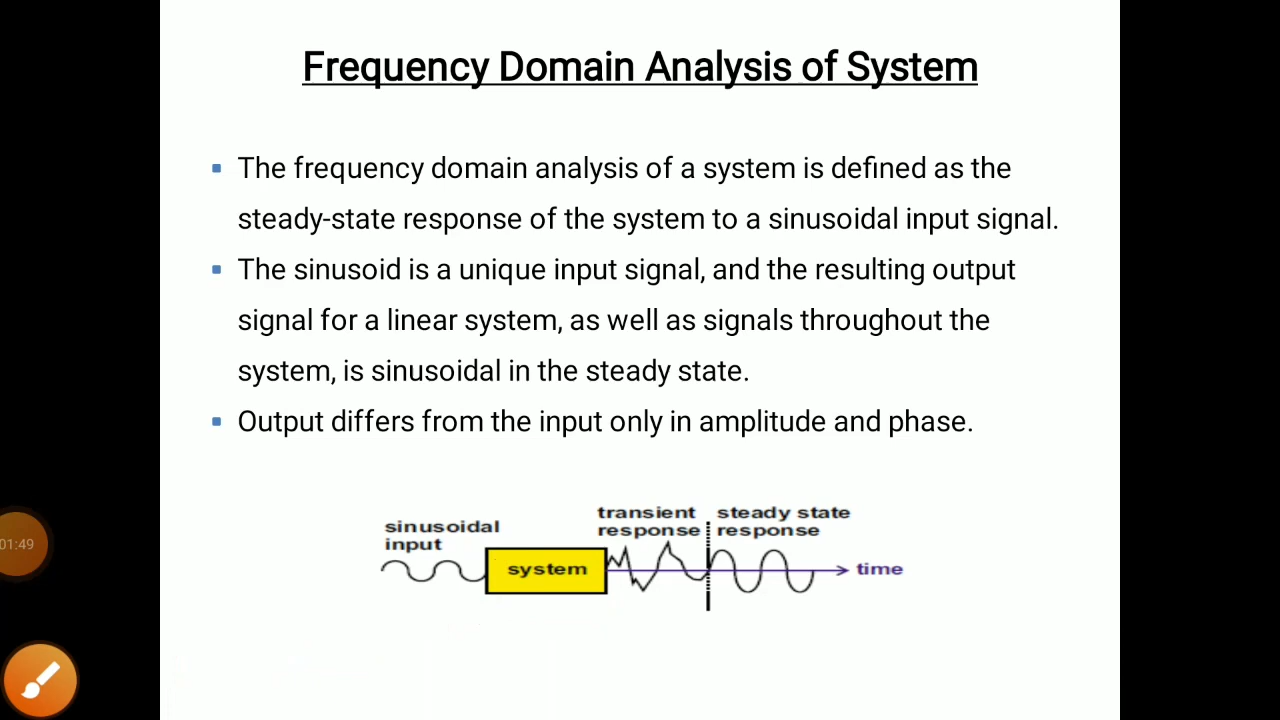 Frequency Domain Analysis of System
The frequency domain analysis of a system is defined as the
steady-state response of the system to a sinusoidal input signal.
The sinusoid is a unique input signal, and the resulting output
signal for a linear system, as well as signals throughout the
system, is sinusoidal in the steady state.
Output differs from the input only in amplitude and phase.
sinusoidal
input
system
transient
response
steady state
response
time
01:49